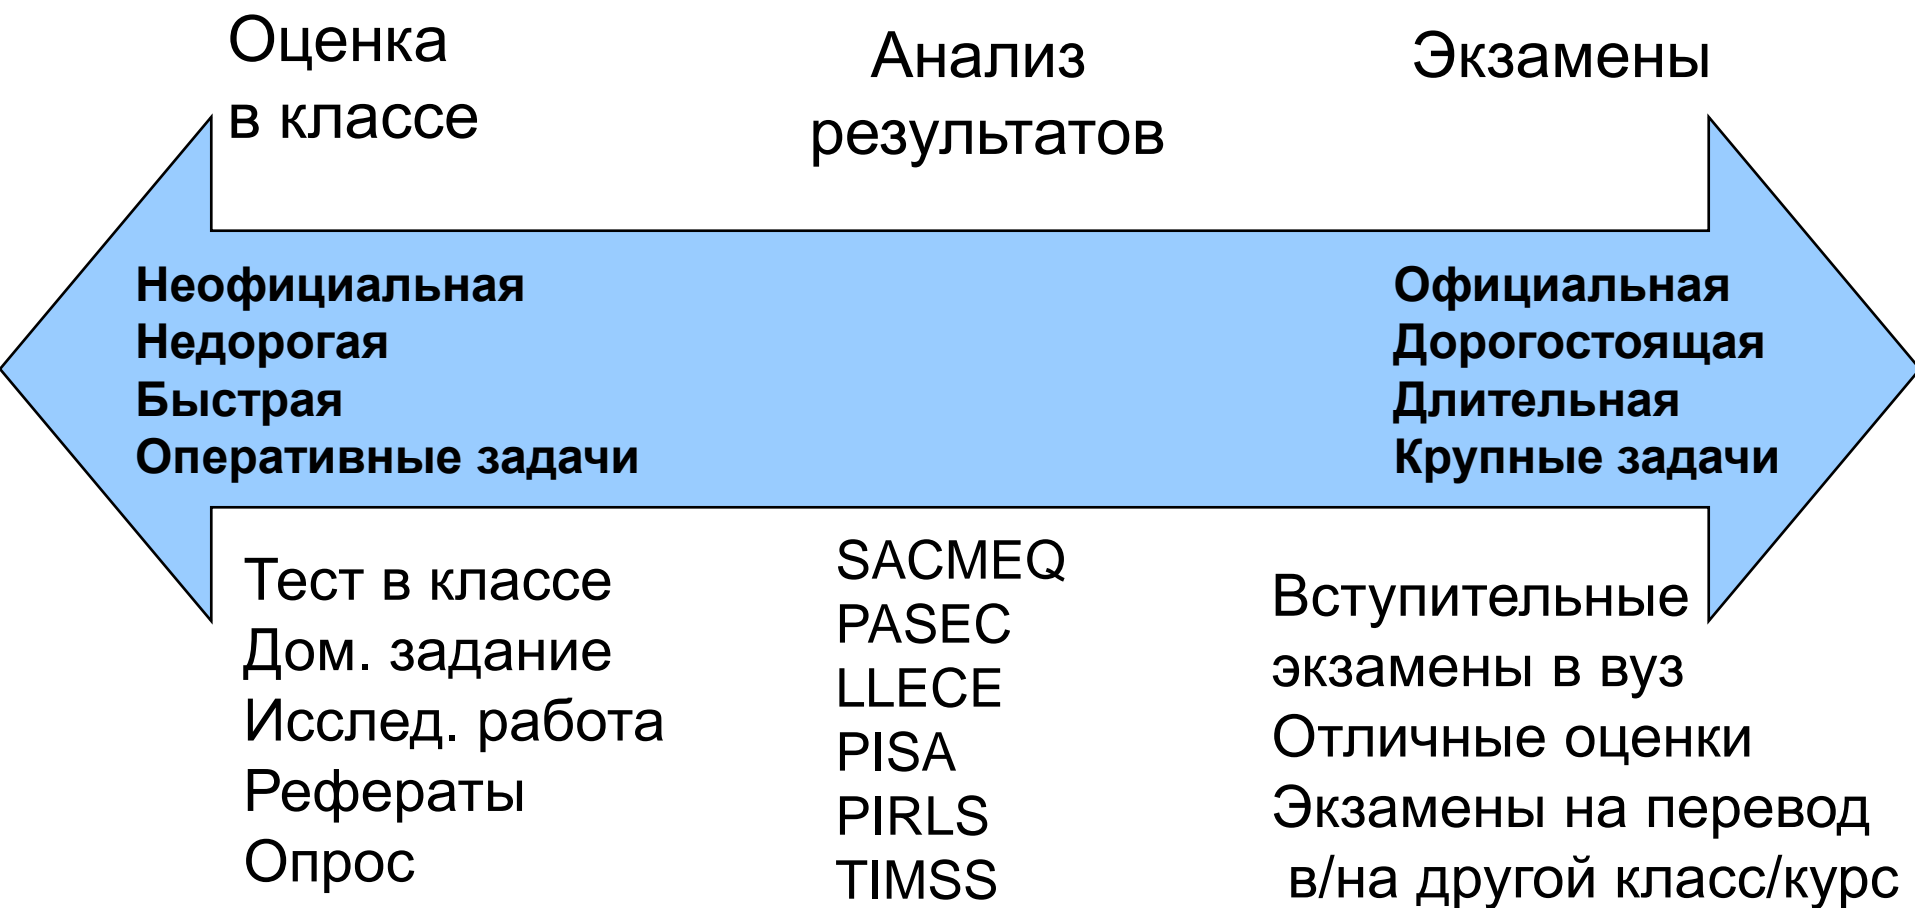 Оценка
в классе
Анализ
результатов
Экзамены
Неофициальная
Недорогая
Быстрая
Оперативные задачи
Официальная
Дорогостоящая
Длительная
Крупные задачи
Тест в классе
Дом. задание
Исслед. работа
Рефераты
Опрос
SACMEQ
PASEC
LLECE
PISA
PIRLS
TIMSS
Вступительные
экзамены в вуз
Отличные оценки
Экзамены на перевод
в/на другой класс/курс